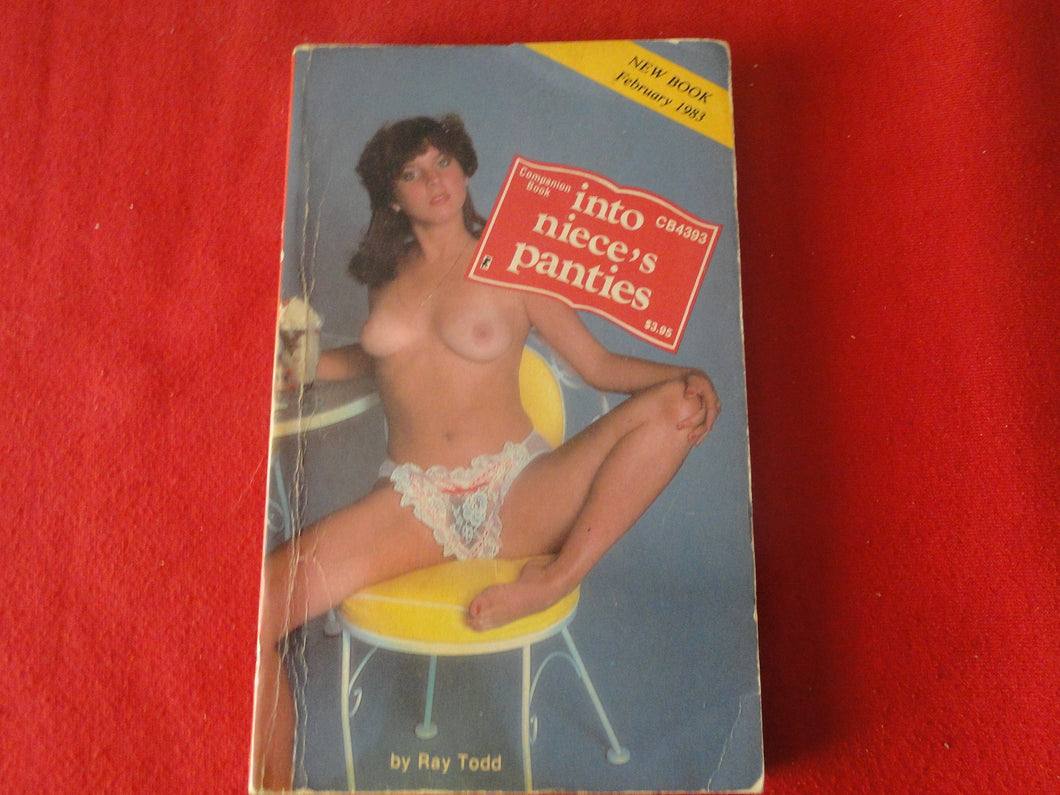 NEW BOOK
February 1983
Companion
Book
CB4393
into
niece's
panties
$3.95
by Ray Todd